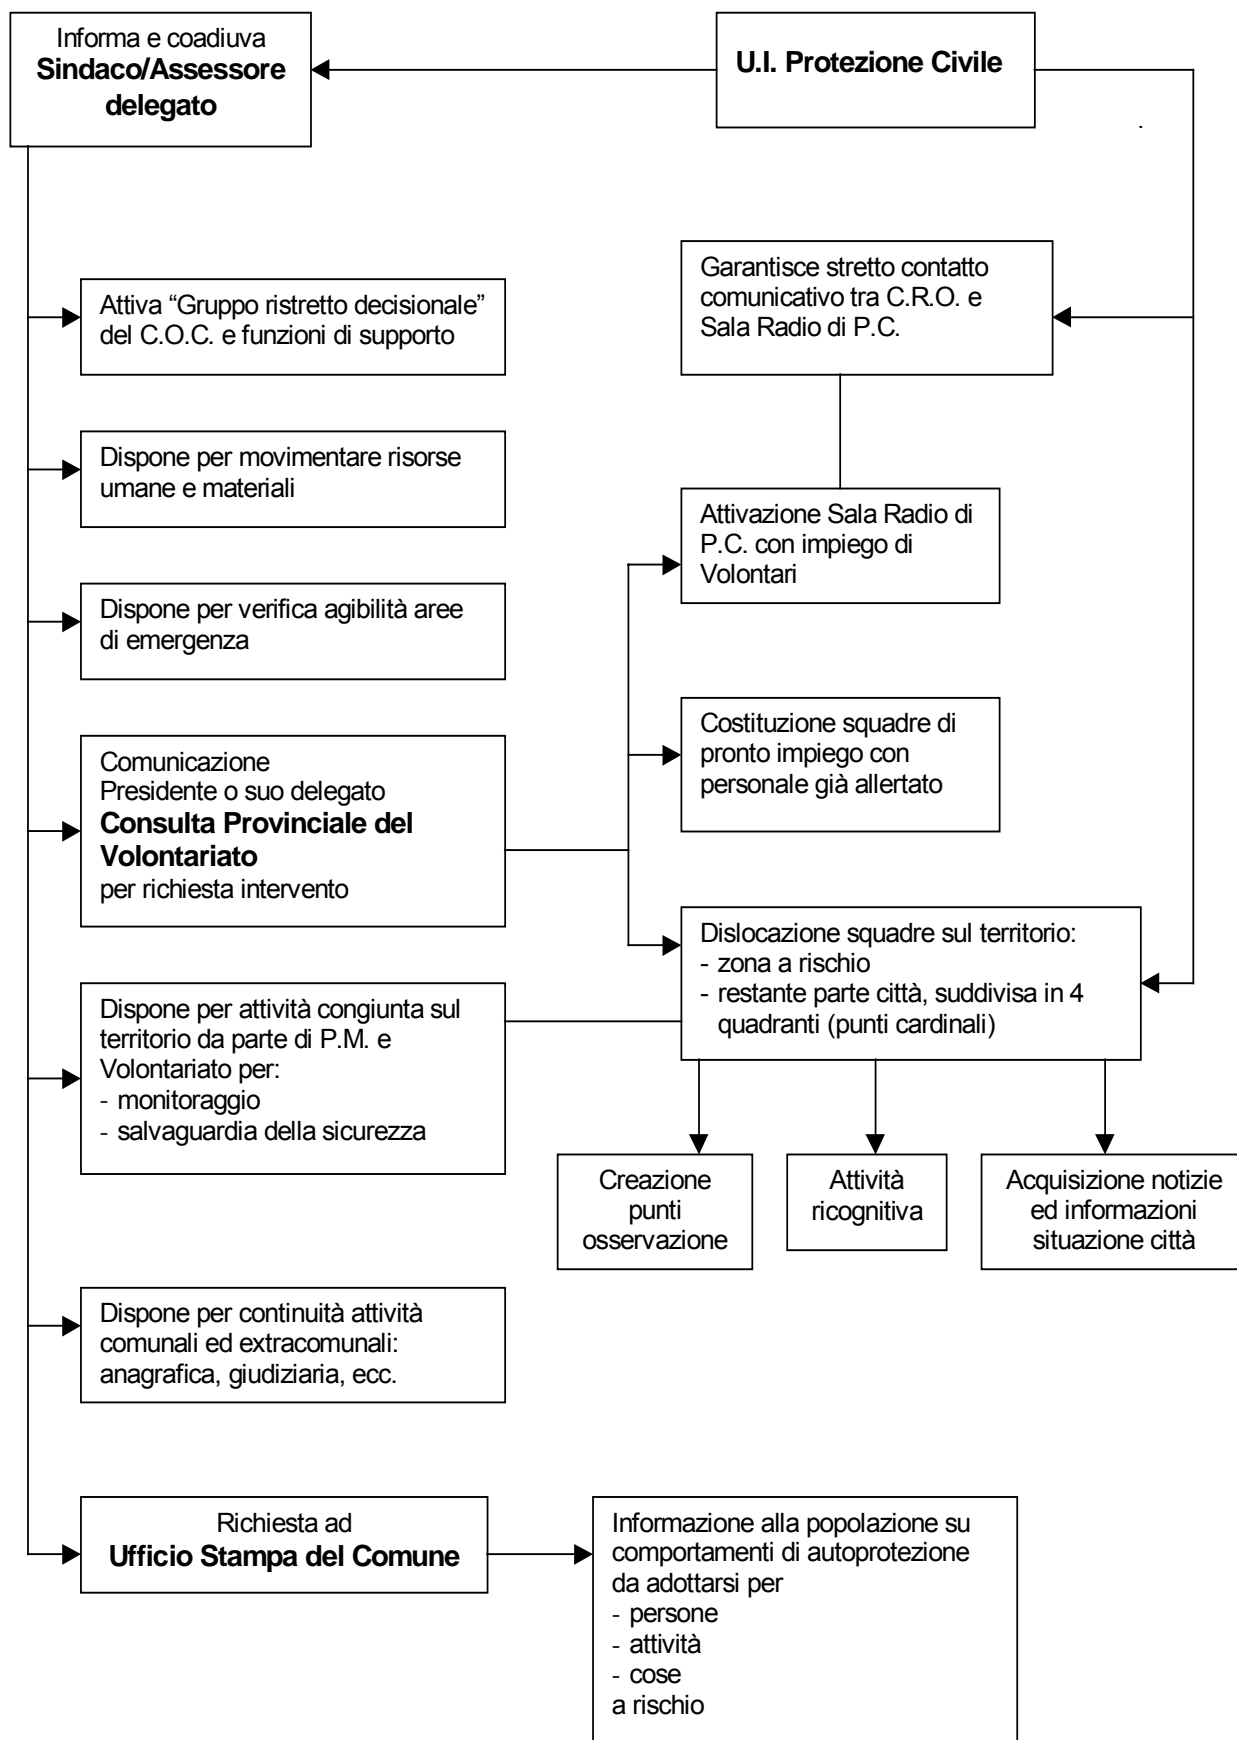 Informa e coadiuva
Sindaco/Assessore
delegato
U.I. Protezione Civile
Garantisce stretto contatto
comunicativo tra C.R.O. e
Sala Radio di P.C.
Attiva “Gruppo ristretto decisionale”
del C.O.C. e funzioni di supporto
Dispone per movimentare risorse
umane e materiali
Attivazione Sala Radio di
P.C. con impiego di
Volontari
Dispone per verifica agibilità aree
di emergenza
Costituzione squadre di
pronto impiego con
personale già allertato
Comunicazione
Presidente o suo delegato
Consulta Provinciale del
Volontariato
per richiesta intervento
Dislocazione squadre sul territorio:
- zona a rischio
- restante parte città, suddivisa in 4
quadranti (punti cardinali)
Dispone per attività congiunta sul
territorio da parte di P.M. e
Volontariato per:
- monitoraggio
- salvaguardia della sicurezza
Creazione
punti
osservazione
Attività
ricognitiva
Acquisizione notizie
ed informazioni
situazione città
Dispone per continuità attività
comunali ed extracomunali:
anagrafica, giudiziaria, ecc.
Richiesta ad
Ufficio Stampa del Comune
Informazione alla popolazione su
comportamenti di autoprotezione
da adottarsi per
- persone
- attività
- cose
a rischio